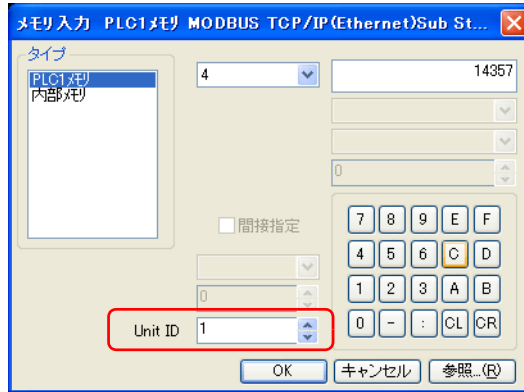 メモリ入力 PLC1メモリ MODBUS TCP/IP(Ethernet)Sub St...
タイプ
PLC1メモリ
内部メモリ
4
14357
0
間接指定
0
Unit ID 1
7 8 9 E F
4 5 6 C D
1 2 3 A B
0 - : CL CR
OK キャンセル 参照...(R)